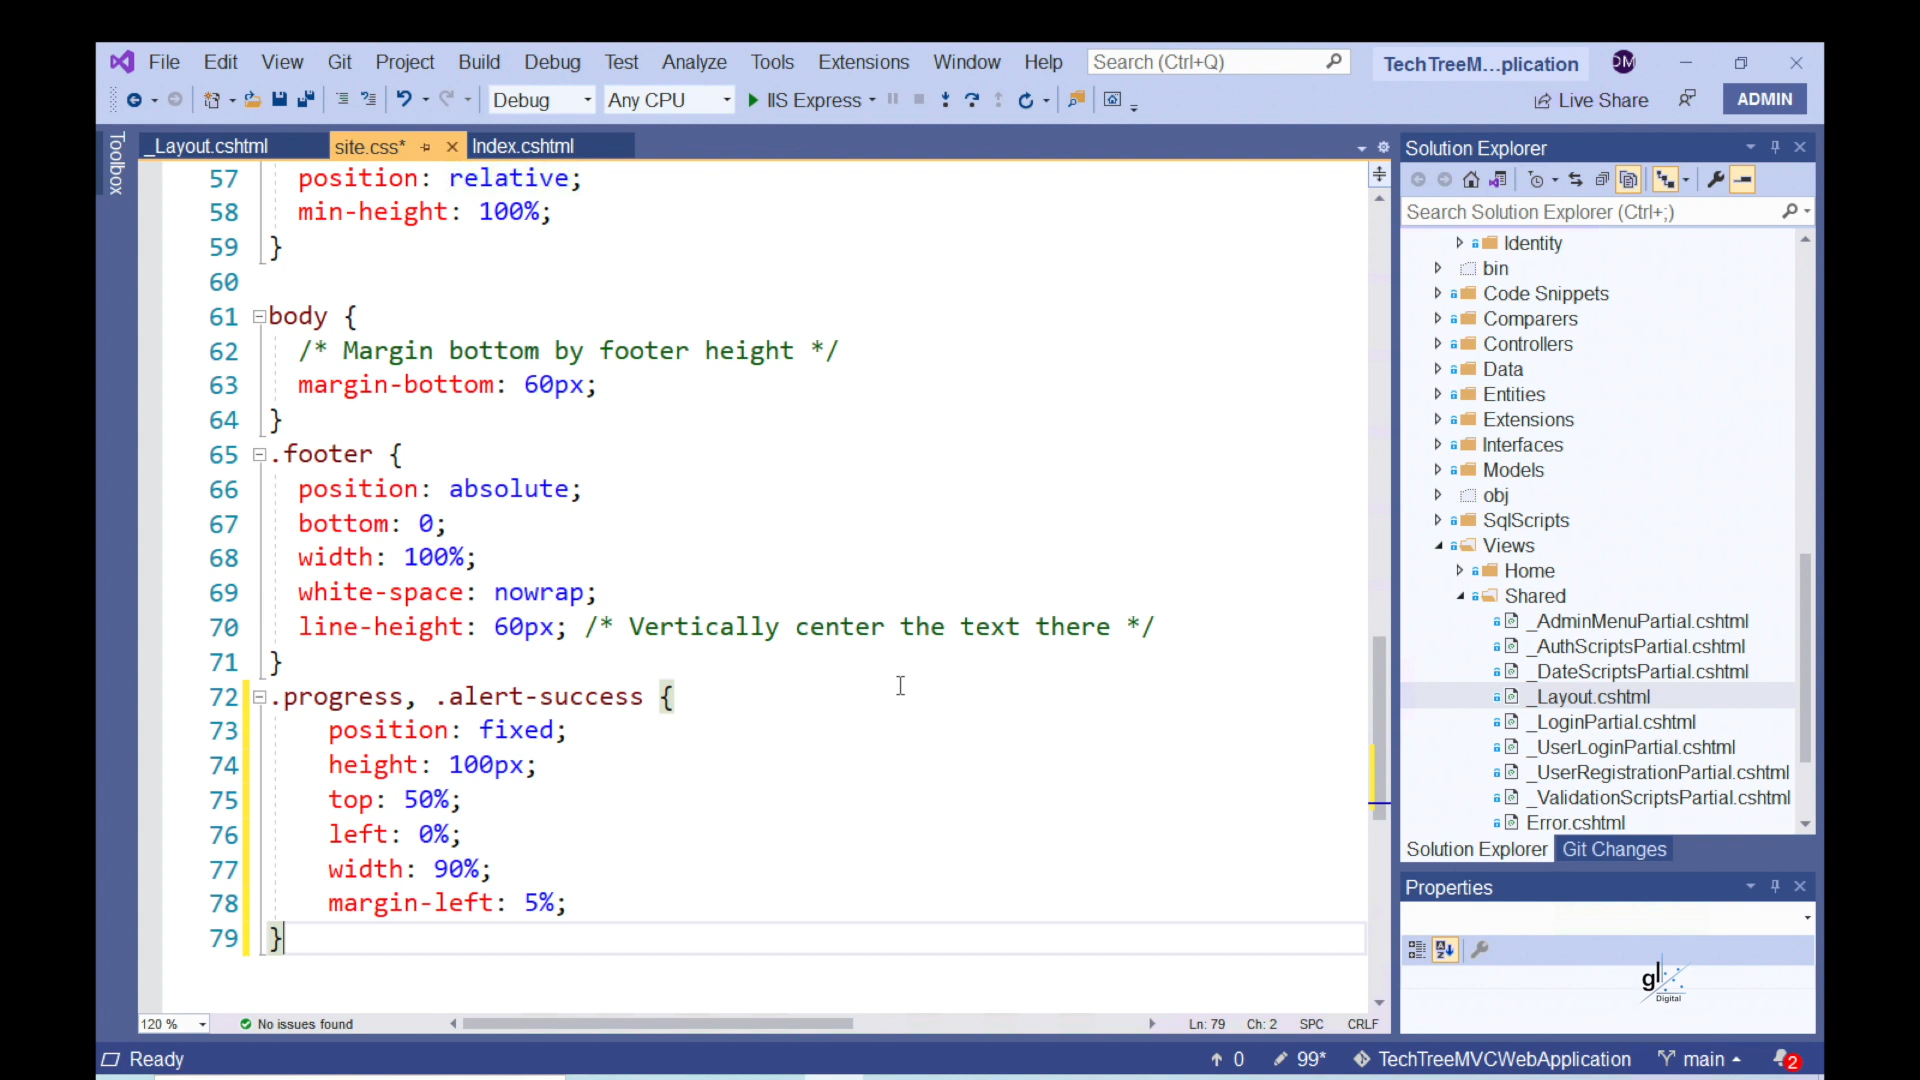 File Edit View Git Project Build Debug Test Analyze Tools Extensions Window Help Search (Ctrl+Q) TechTreeM...plication DM
Debug Any CPU IIS Express Live Share ADMIN
Toolbox
_Layout.cshtml site.css* Index.cshtml
57 position: relative;
58 min-height: 100%;
59 }
60
61 body {
62 /* Margin bottom by footer height */
63 margin-bottom: 60px;
64 }
65 .footer {
66 position: absolute;
67 bottom: 0;
68 width: 100%;
69 white-space: nowrap;
70 line-height: 60px; /* Vertically center the text there */
71 }
72 .progress, .alert-success {
73 position: fixed;
74 height: 100px;
75 top: 50%;
76 left: 0%;
77 width: 90%;
78 margin-left: 5%;
79 }
120 % No issues found Ln: 79 Ch: 2 SPC CRLF
Solution Explorer
Search Solution Explorer (Ctrl+;)
Identity
bin
Code Snippets
Comparers
Controllers
Data
Entities
Extensions
Interfaces
Models
obj
SqlScripts
Views
Home
Shared
_AdminMenuPartial.cshtml
_AuthScriptsPartial.cshtml
_DateScriptsPartial.cshtml
_Layout.cshtml
_LoginPartial.cshtml
_UserLoginPartial.cshtml
_UserRegistrationPartial.cshtml
_ValidationScriptsPartial.cshtml
Error.cshtml
Solution Explorer Git Changes
Properties
gl
Digital
Ready 0 99* TechTreeMVCWebApplication main 2